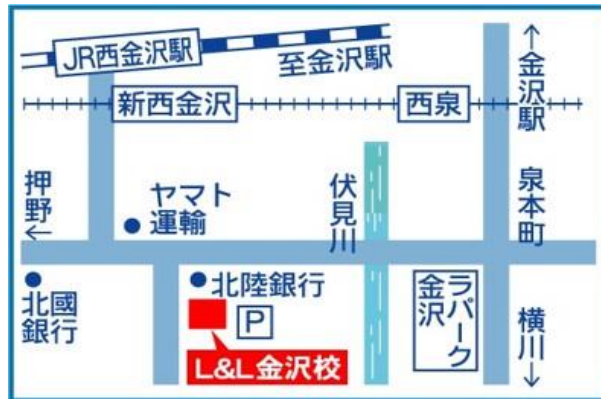 JR西金沢駅
至金沢駅
新西金沢
西泉
↑金沢駅
泉本町
横川↓
押野←
ヤマト
運輸
伏見川
北國
銀行
北陸銀行
P
L&L金沢校
ラパーク
金沢